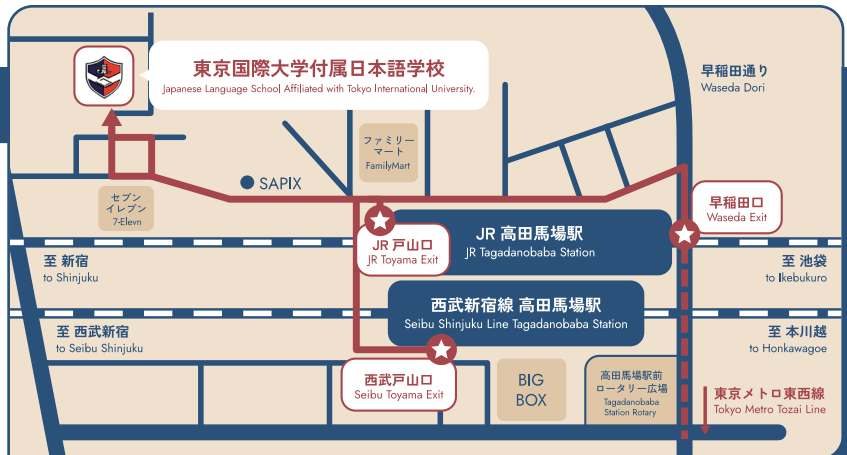 東京国際大学付属日本語学校
Japanese Language School Affiliated with Tokyo International University.
早稲田通り
Waseda Dori
ファミリー
マート
FamilyMart
SAPIX
セブン
イレブン
7-Elevn
早稲田口
Waseda Exit
JR 高田馬場駅
JR Tagadanobaba Station
JR 戸山口
JR Toyama Exit
至 新宿
to Shinjuku
至 池袋
to Ikebukuro
西武新宿線 高田馬場駅
Seibu Shinjuku Line Tagadanobaba Station
至 西武新宿
to Seibu Shinjuku
至 本川越
to Honkawagoe
西武戸山口
Seibu Toyama Exit
BIG
BOX
高田馬場駅前
ロータリー広場
Tagadanobaba
Station Rotary
東京メトロ東西線
Tokyo Metro Tozai Line